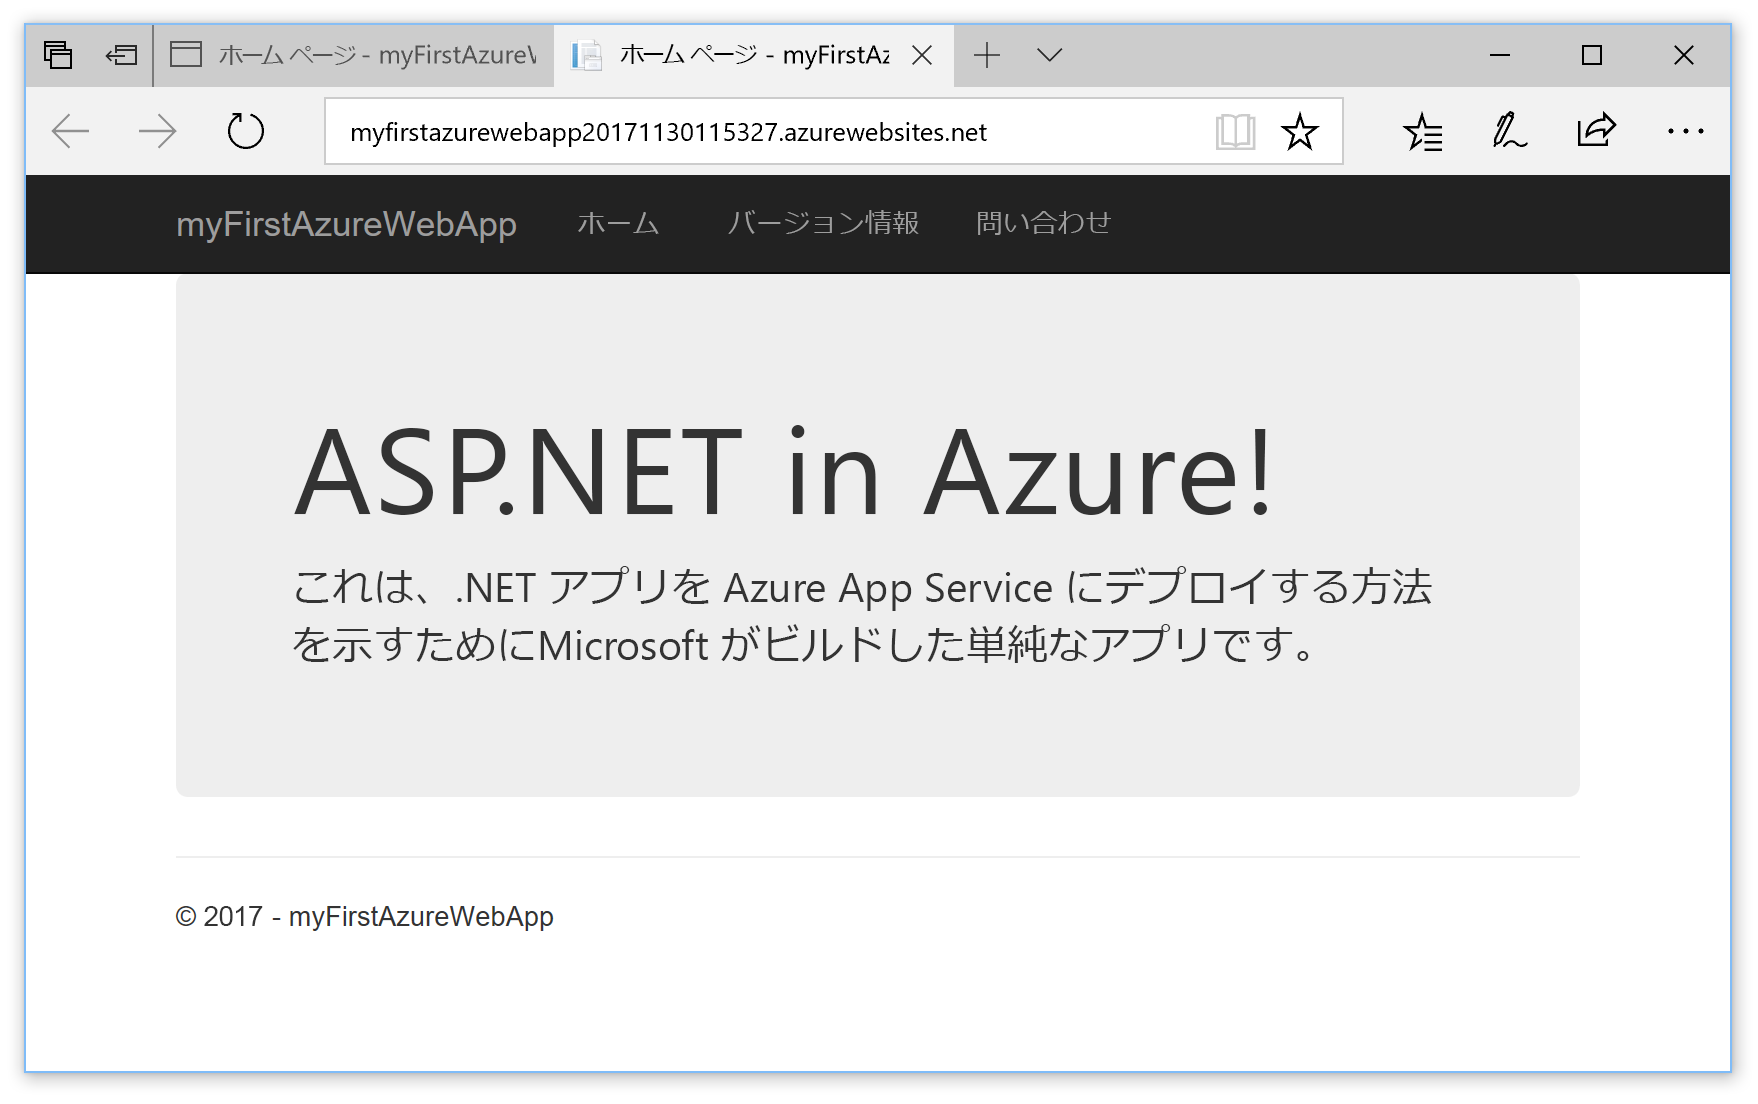 ホーム ページ - myFirstAzure
ホーム ページ - myFirstAz
myfirstazurewebapp20171130115327.azurewebsites.net
myFirstAzureWebApp ホーム バージョン情報 問い合わせ
ASP.NET in Azure!
これは、.NET アプリを Azure App Service にデプロイする方法
を示すためにMicrosoft がビルドした単純なアプリです。
© 2017 - myFirstAzureWebApp